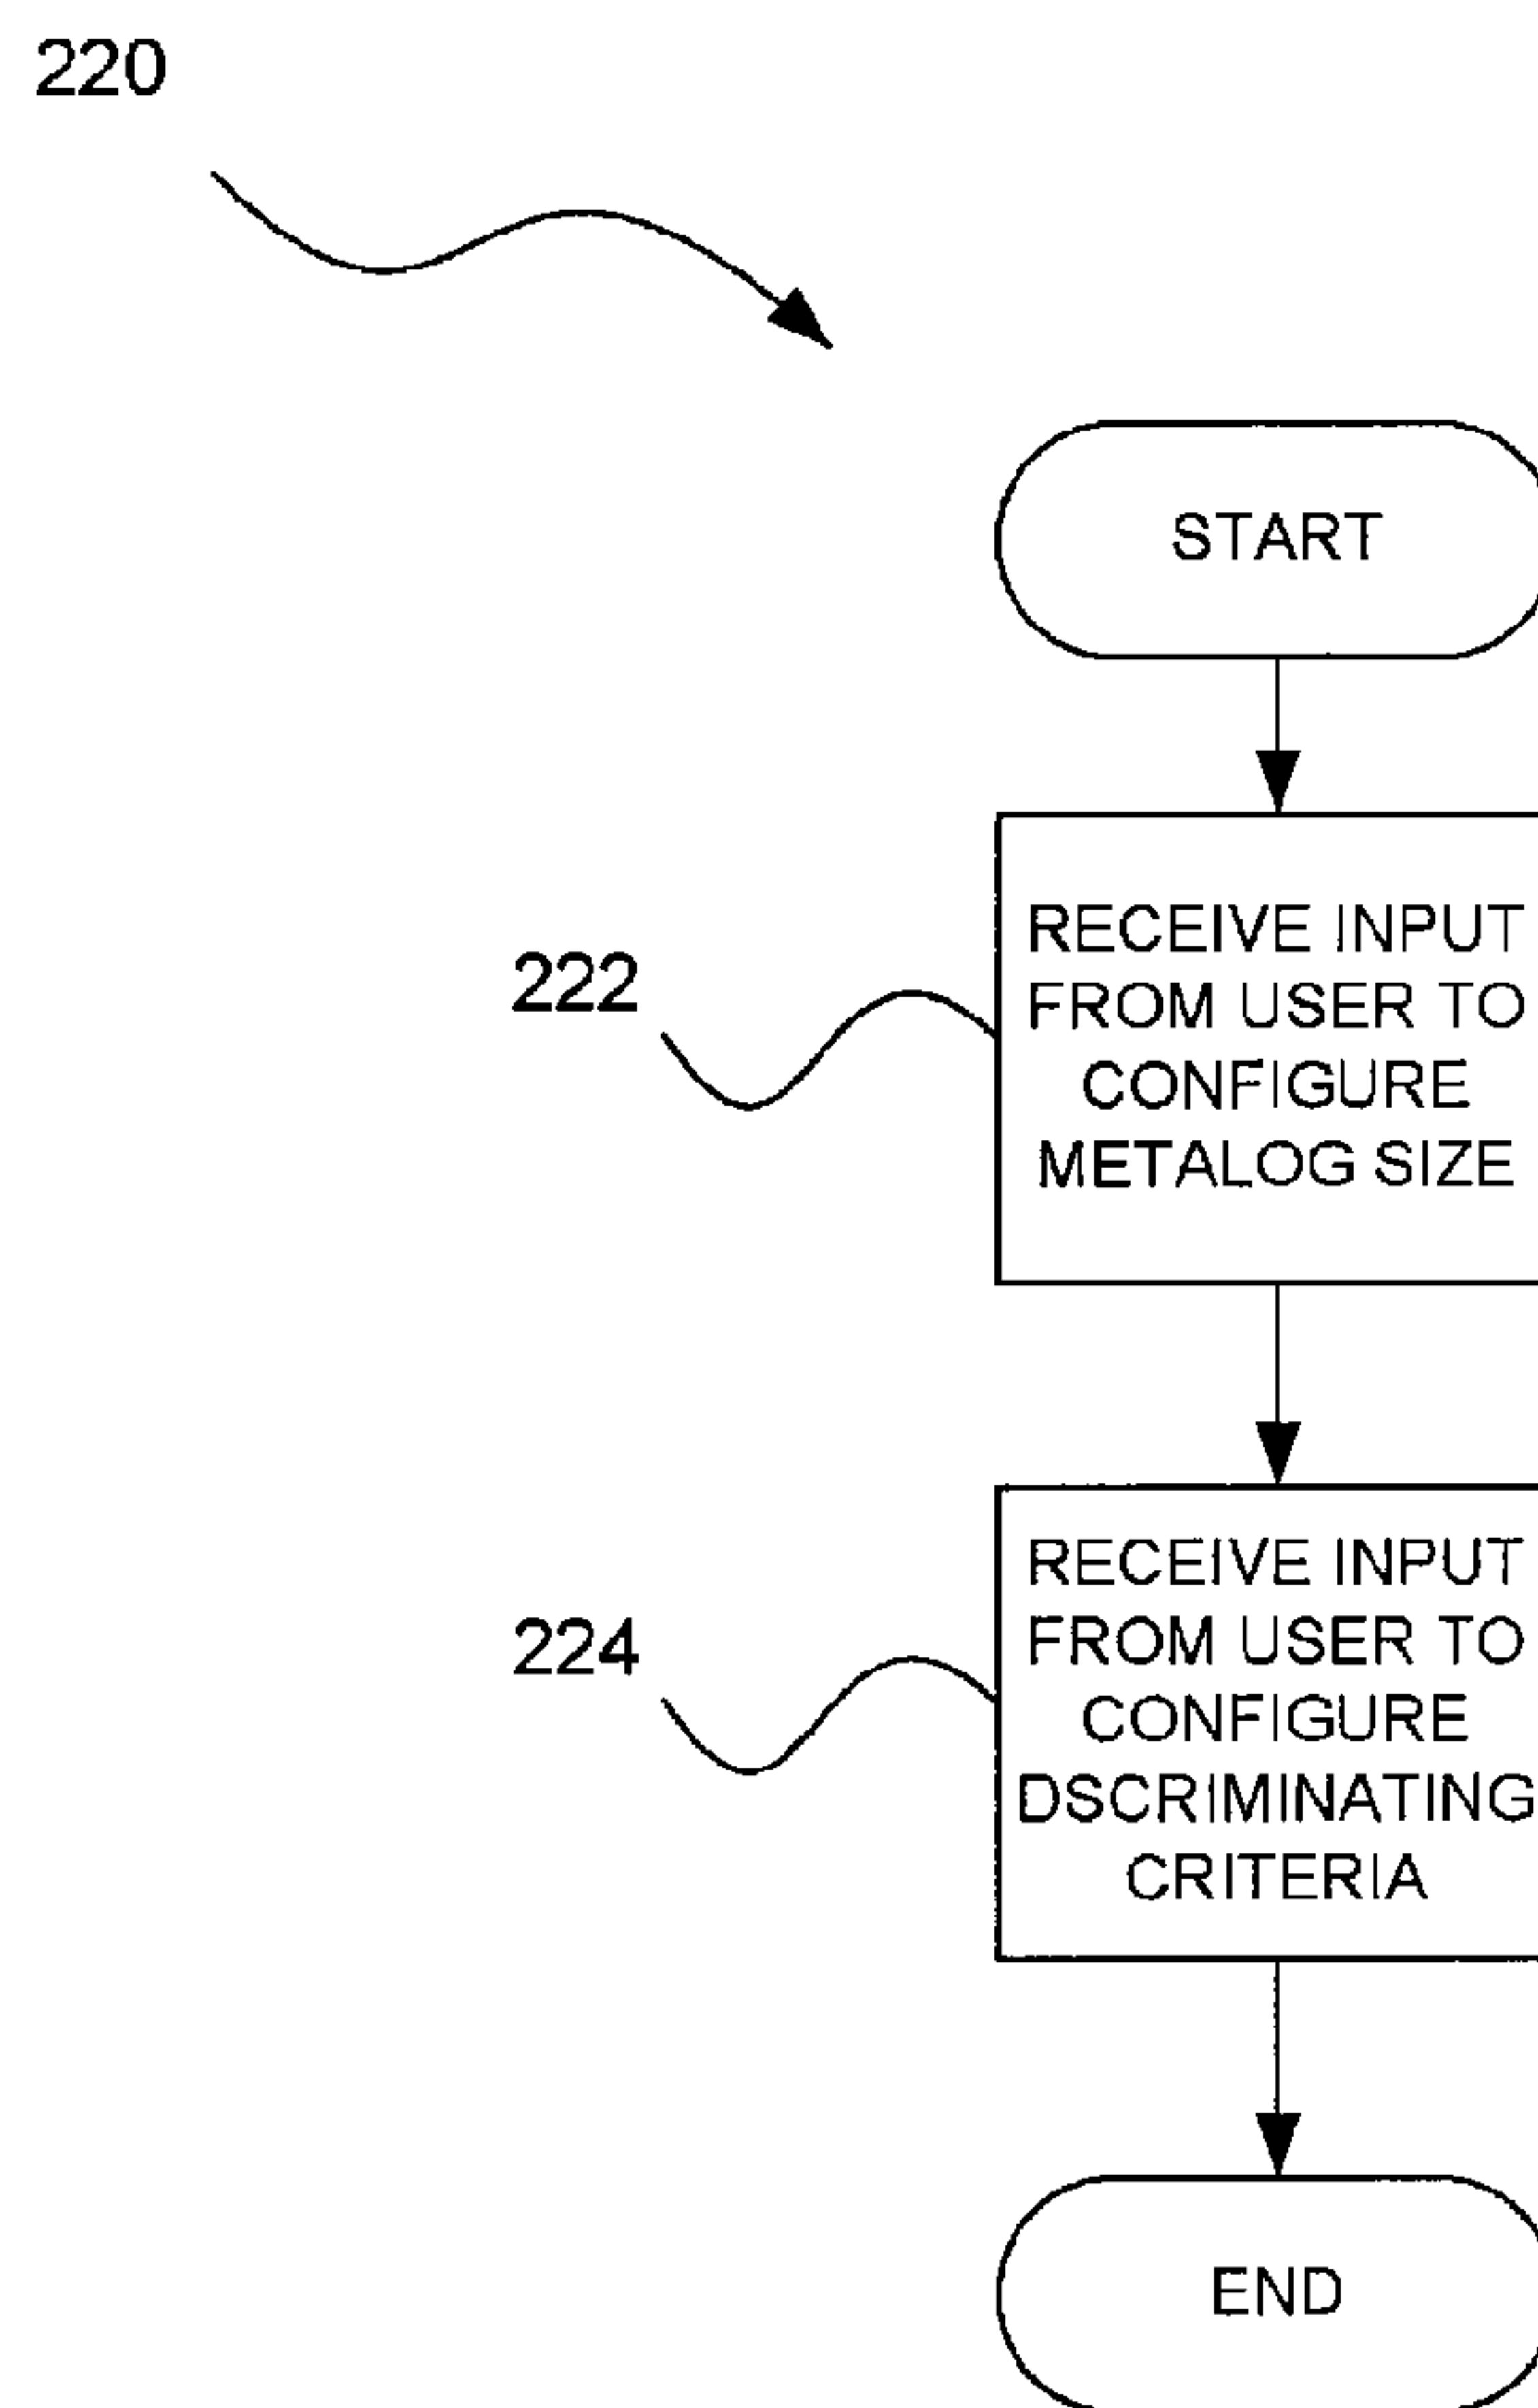 220
START
222
RECEIVE INPUT
FROM USER TO
CONFIGURE
METALOG SIZE
224
RECEIVE INPUT
FROM USER TO
CONFIGURE
DSCRIMINATING
CRITERIA
END